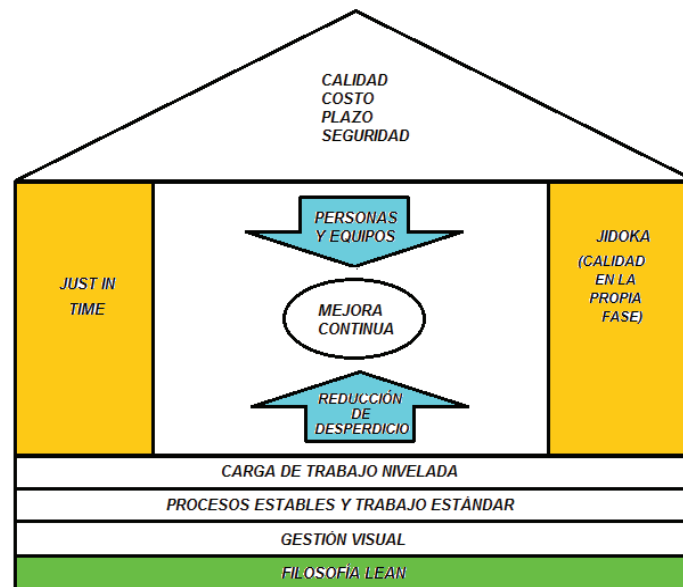 CALIDAD
COSTO
PLAZO
SEGURIDAD
JUST IN
TIME
PERSONAS
Y EQUIPOS
MEJORA
CONTINUA
REDUCCIÓN
DE
DESPERDICIO
JIDOKA
(CALIDAD
EN LA
PROPIA
FASE)
CARGA DE TRABAJO NIVELADA
PROCESOS ESTABLES Y TRABAJO ESTÁNDAR
GESTIÓN VISUAL
FILOSOFÍA LEAN